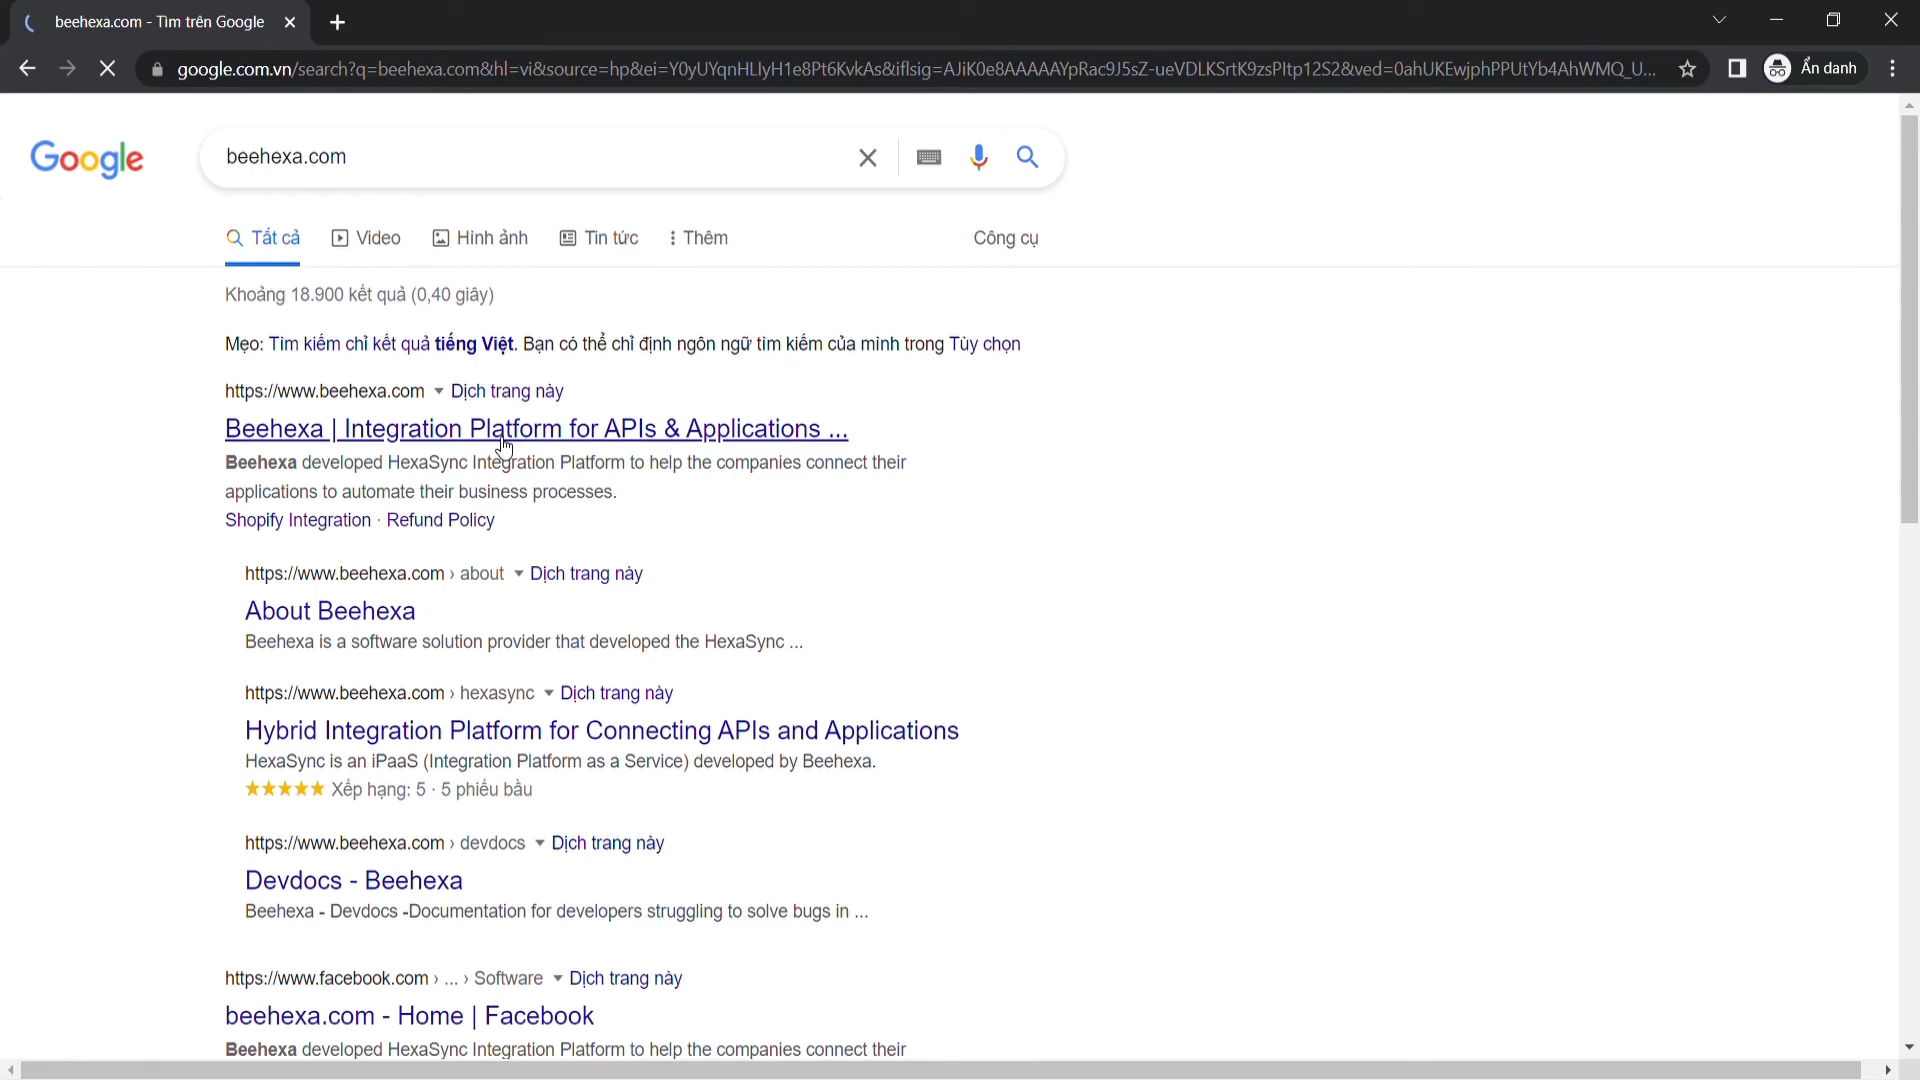 beehexa.com - Tìm trên Google
google.com.vn/search?q=beehexa.com&hl=vi&source=hp&ei=Y0yUYqnHLIyH1e8Pt6KvkAs&iflsig=AJiK0e8AAAAAYpRac9J5sZ-ueVDLKSrtK9zsPItp12S2&ved=0ahUKEwjphPPUtYb4AhWMQ_U...
Ẩn danh
Google
beehexa.com
Tất cả
Video
Hình ảnh
Tin tức
Thêm
Công cụ
Khoảng 18.900 kết quả (0,40 giây)
Mẹo: Tìm kiếm chỉ kết quả tiếng Việt. Bạn có thể chỉ định ngôn ngữ tìm kiếm của mình trong Tùy chọn
https://www.beehexa.com Dịch trang này
Beehexa | Integration Platform for APIs & Applications ...
Beehexa developed HexaSync Integration Platform to help the companies connect their
applications to automate their business processes.
Shopify Integration · Refund Policy
https://www.beehexa.com › about Dịch trang này
About Beehexa
Beehexa is a software solution provider that developed the HexaSync ...
https://www.beehexa.com › hexasync Dịch trang này
Hybrid Integration Platform for Connecting APIs and Applications
HexaSync is an iPaaS (Integration Platform as a Service) developed by Beehexa.
Xếp hạng: 5 · 5 phiếu bầu
https://www.beehexa.com › devdocs Dịch trang này
Devdocs - Beehexa
Beehexa - Devdocs -Documentation for developers struggling to solve bugs in ...
https://www.facebook.com › ... › Software Dịch trang này
beehexa.com - Home | Facebook
Beehexa developed HexaSync Integration Platform to help the companies connect their